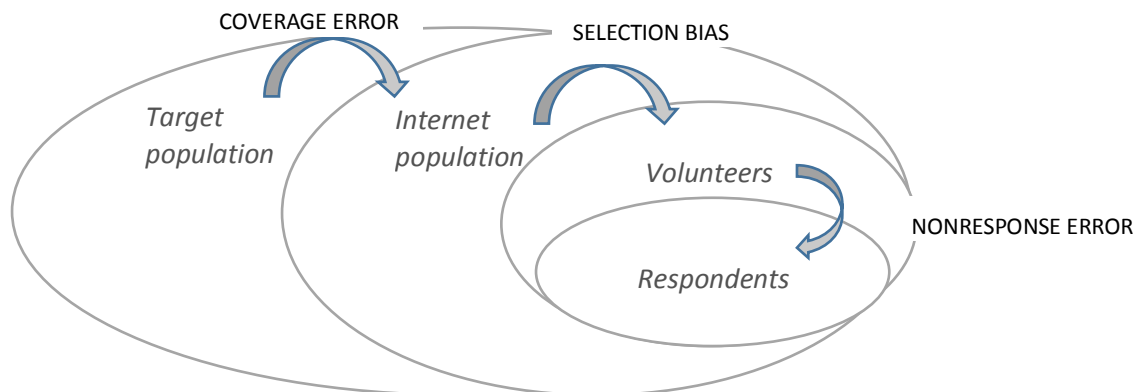 COVERAGE ERROR
SELECTION BIAS
Target
population
Internet
population
Volunteers
NONRESPONSE ERROR
Respondents